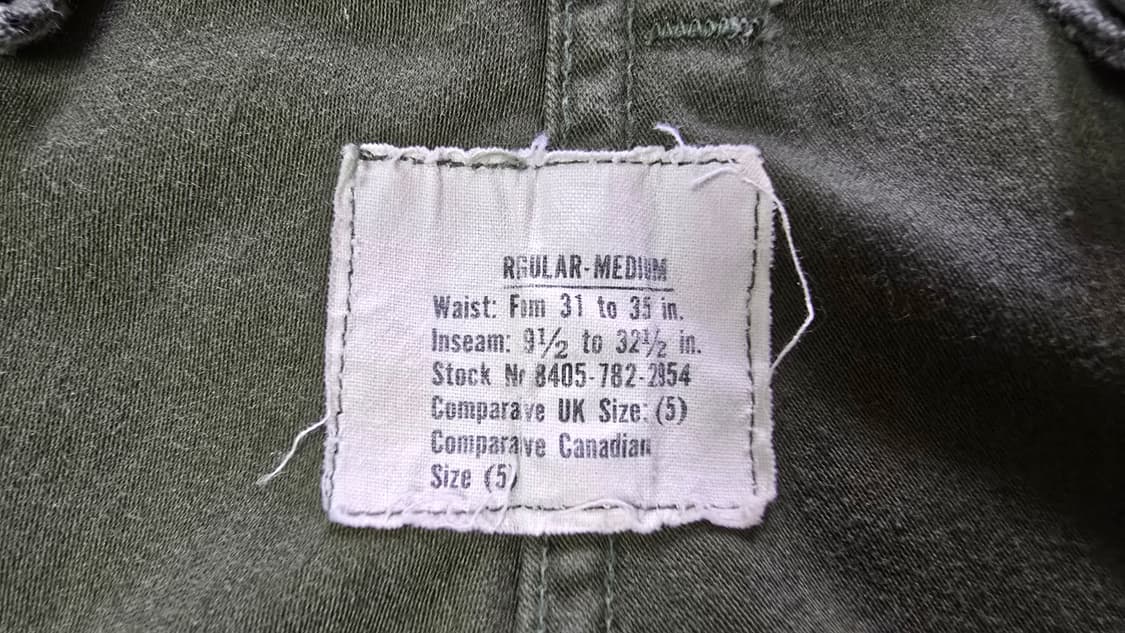 RGULAR-MEDIUM
Waist: Fom 31 to 35 in.
Inseam: 9½ to 32½ in.
Stock Nr 8405-782-2954
Comparave UK Size: (5)
Comparave Canadian
Size (5)